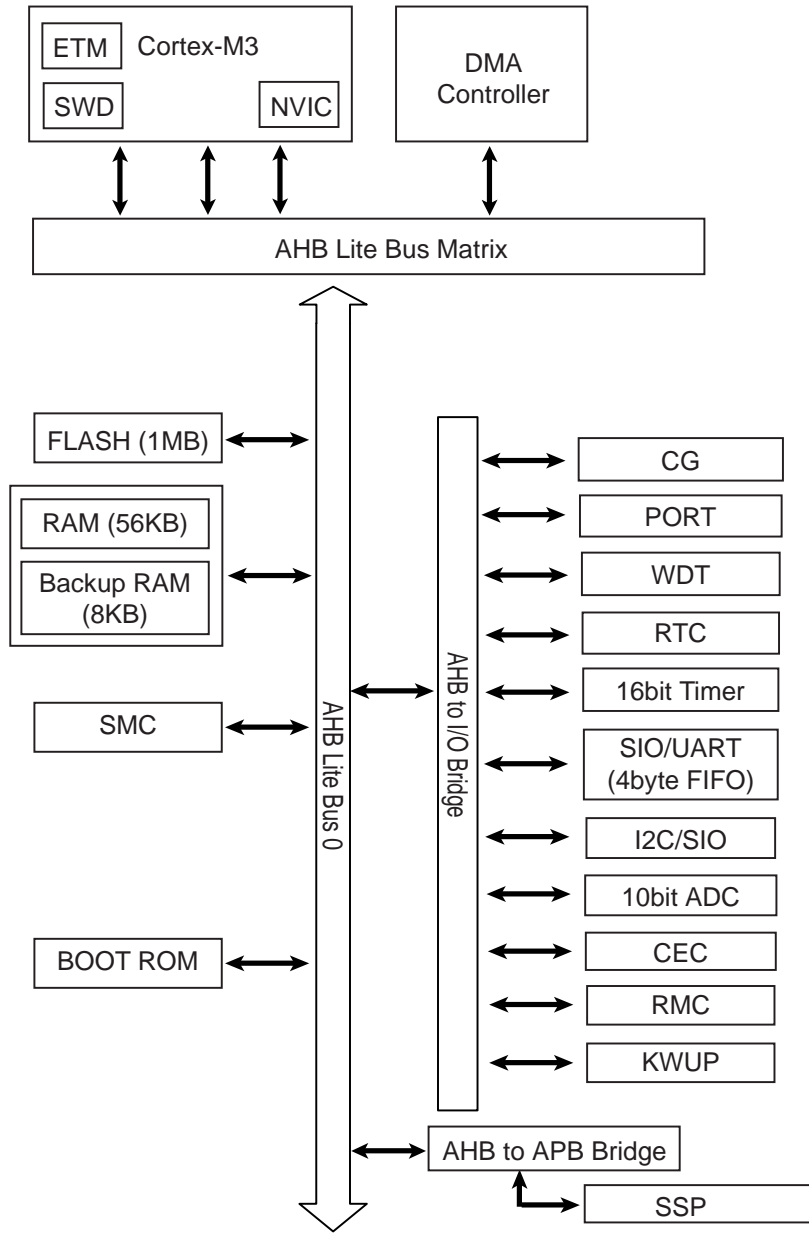 ETM
Cortex-M3
SWD
NVIC
DMA
Controller
AHB Lite Bus Matrix
FLASH (1MB)
RAM (56KB)
Backup RAM
(8KB)
SMC
BOOT ROM
AHB Lite Bus 0
AHB to I/O Bridge
CG
PORT
WDT
RTC
16bit Timer
SIO/UART
(4byte FIFO)
I2C/SIO
10bit ADC
CEC
RMC
KWUP
AHB to APB Bridge
SSP